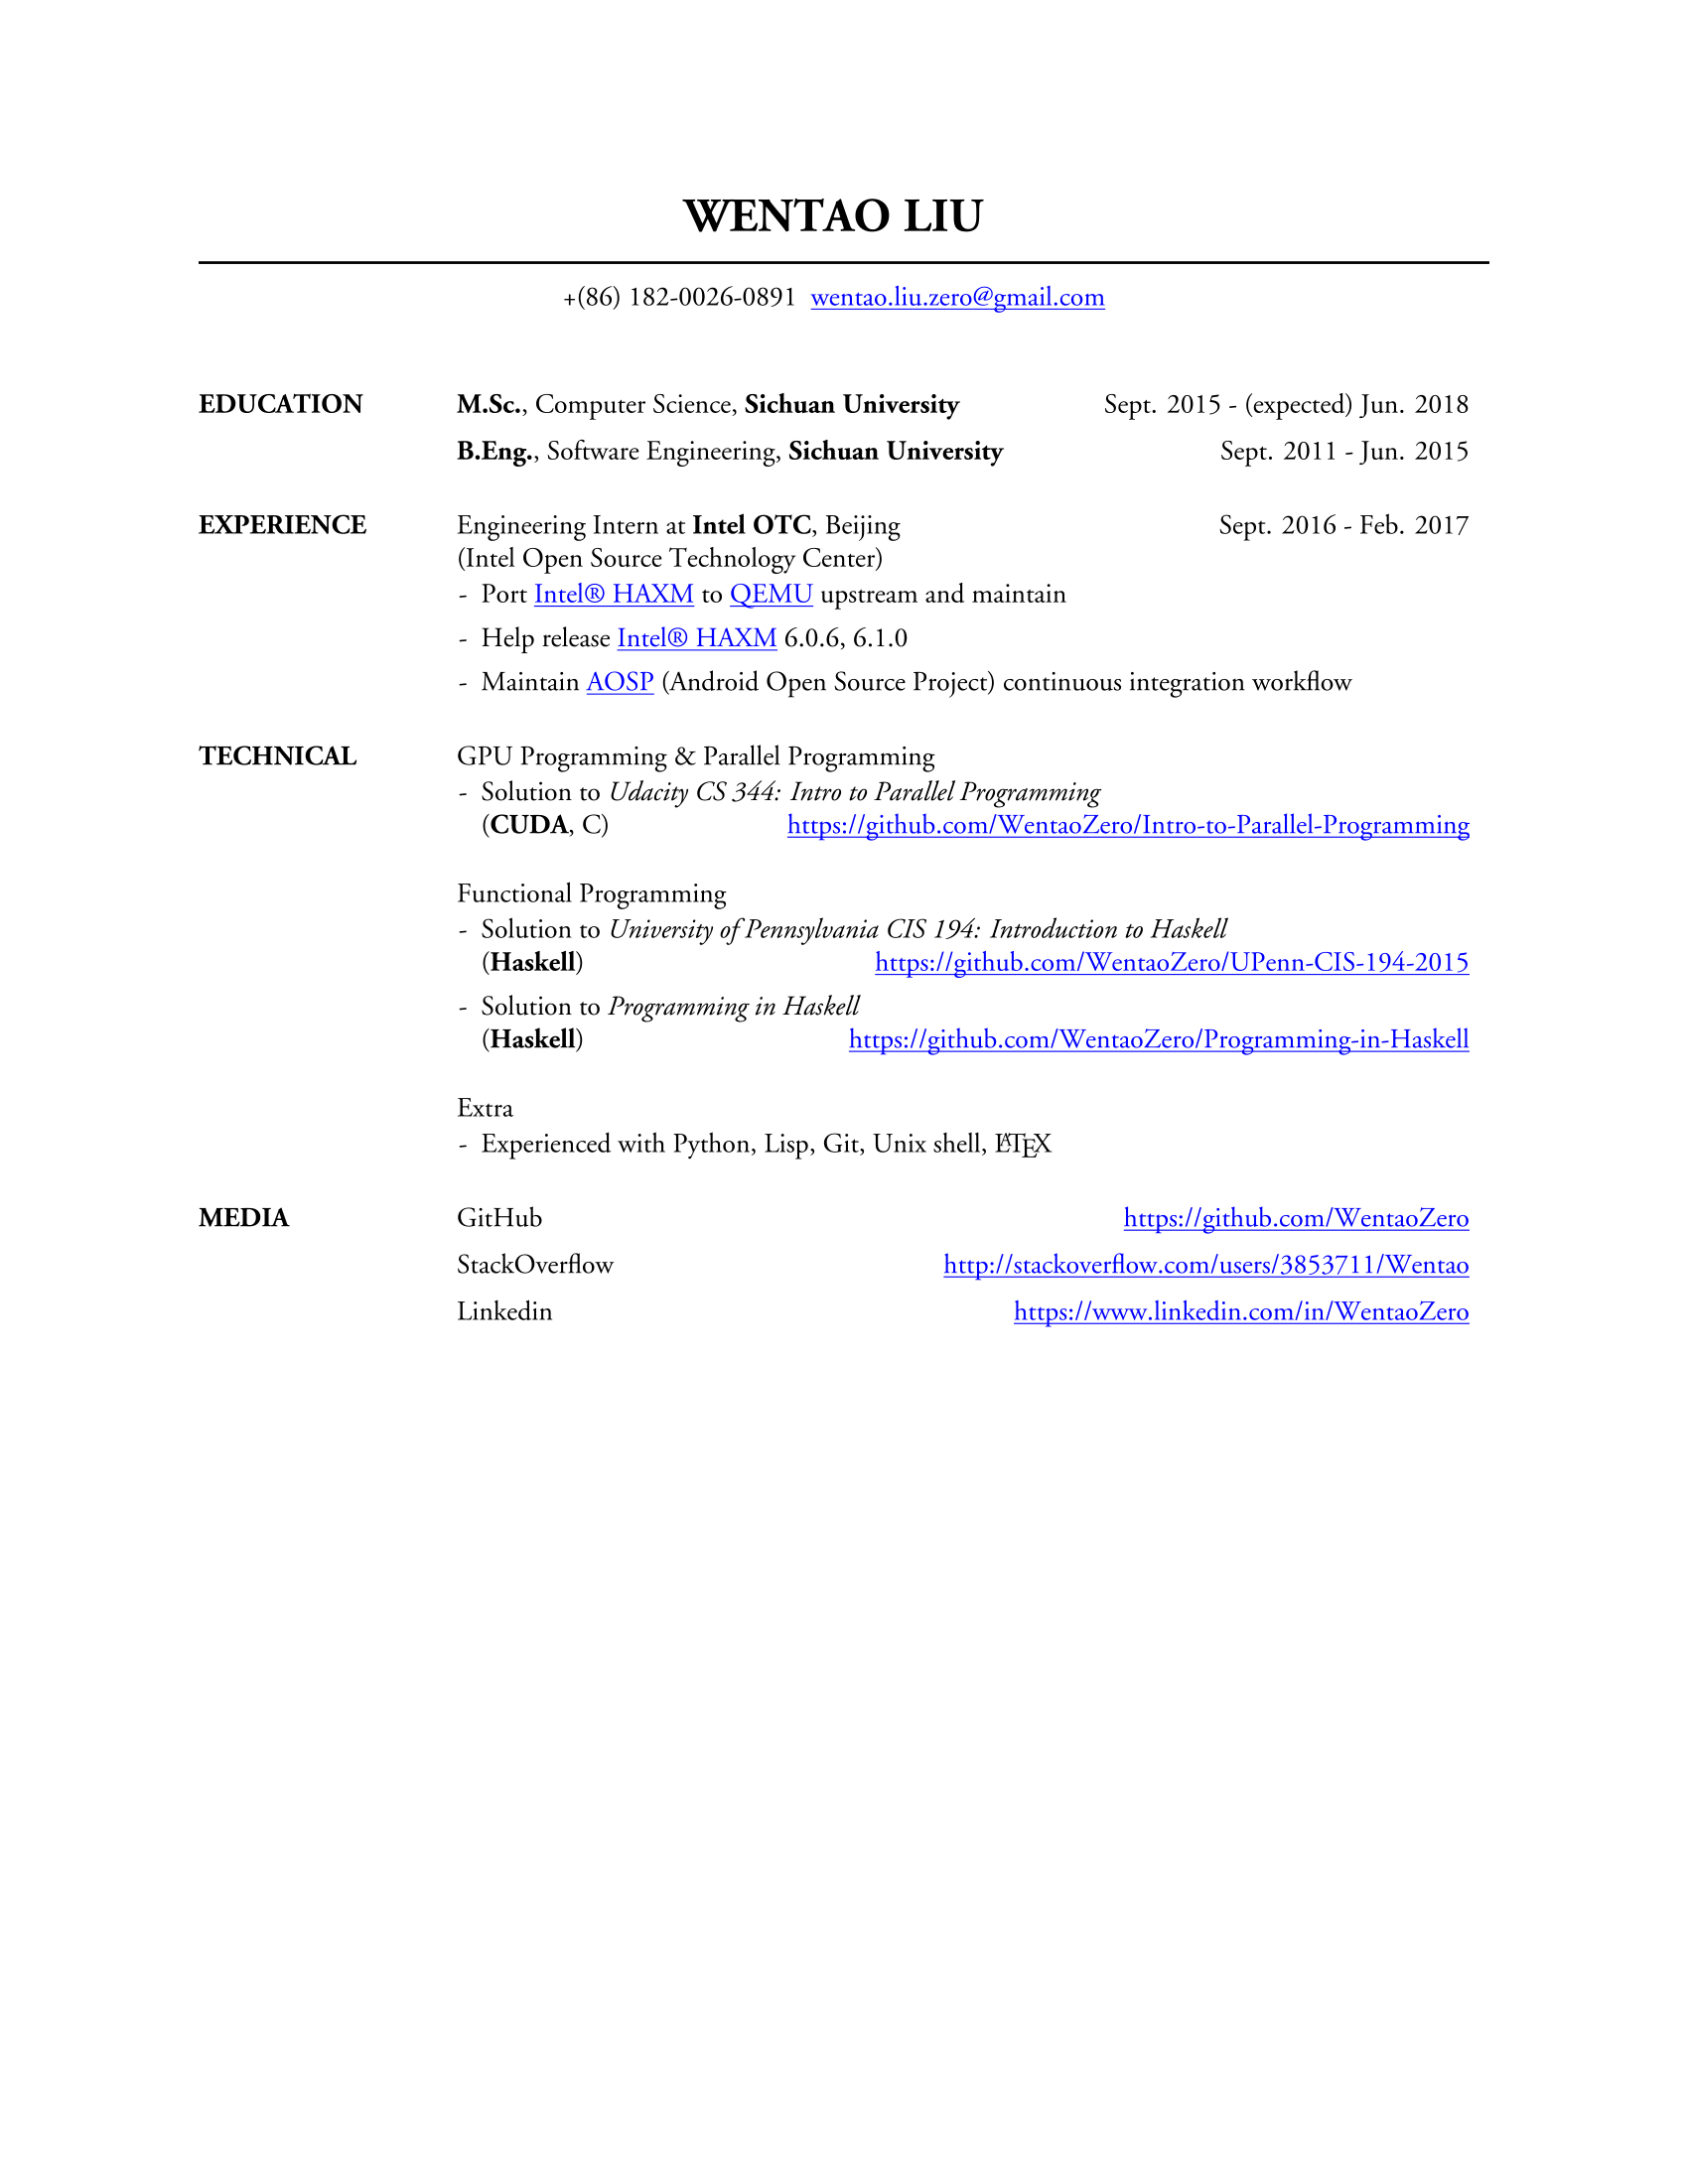 WENTAO LIU
+(86) 182-0026-0891 wentao.liu.zero@gmail.com
EDUCATION M.Sc., Computer Science, Sichuan University Sept. 2015 - (expected) Jun. 2018
B.Eng., Software Engineering, Sichuan University Sept. 2011 - Jun. 2015
EXPERIENCE Engineering Intern at Intel OTC, Beijing Sept. 2016 - Feb. 2017
(Intel Open Source Technology Center)
- Port Intel® HAXM to QEMU upstream and maintain
- Help release Intel® HAXM 6.0.6, 6.1.0
- Maintain AOSP (Android Open Source Project) continuous integration workflow
TECHNICAL GPU Programming & Parallel Programming
- Solution to Udacity CS 344: Intro to Parallel Programming
(CUDA, C) https://github.com/WentaoZero/Intro-to-Parallel-Programming
Functional Programming
- Solution to University of Pennsylvania CIS 194: Introduction to Haskell
(Haskell) https://github.com/WentaoZero/UPenn-CIS-194-2015
- Solution to Programming in Haskell
(Haskell) https://github.com/WentaoZero/Programming-in-Haskell
Extra
- Experienced with Python, Lisp, Git, Unix shell, LATEX
MEDIA GitHub https://github.com/WentaoZero
StackOverflow http://stackoverflow.com/users/3853711/Wentao
Linkedin https://www.linkedin.com/in/WentaoZero